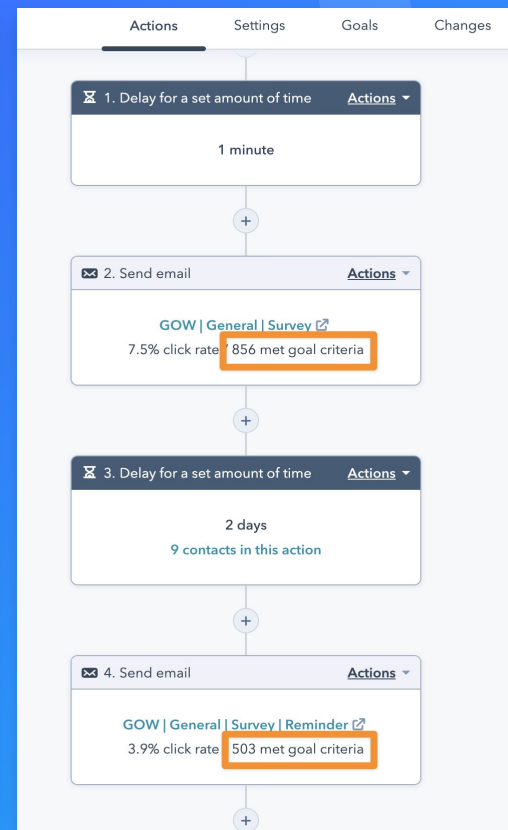 Actions Settings Goals Changes
1. Delay for a set amount of time Actions
1 minute
+
2. Send email Actions
GOW | General | Survey
7.5% click rate / 856 met goal criteria
+
3. Delay for a set amount of time Actions
2 days
9 contacts in this action
+
4. Send email Actions
GOW | General | Survey | Reminder
3.9% click rate 503 met goal criteria
+